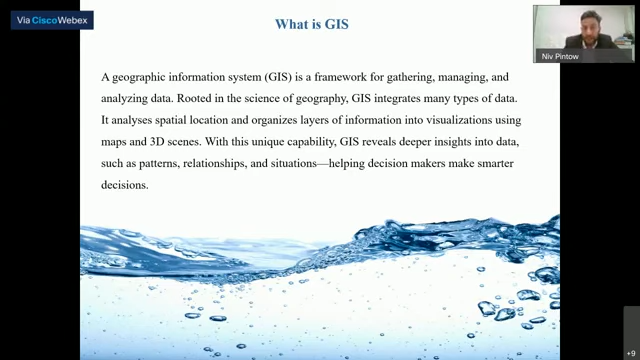 Via Cisco Webex
What is GIS
Niv Pintow
A geographic information system (GIS) is a framework for gathering, managing, and
analyzing data. Rooted in the science of geography, GIS integrates many types of data.
It analyses spatial location and organizes layers of information into visualizations using
maps and 3D scenes. With this unique capability, GIS reveals deeper insights into data,
such as patterns, relationships, and situations—helping decision makers make smarter
decisions.
+9